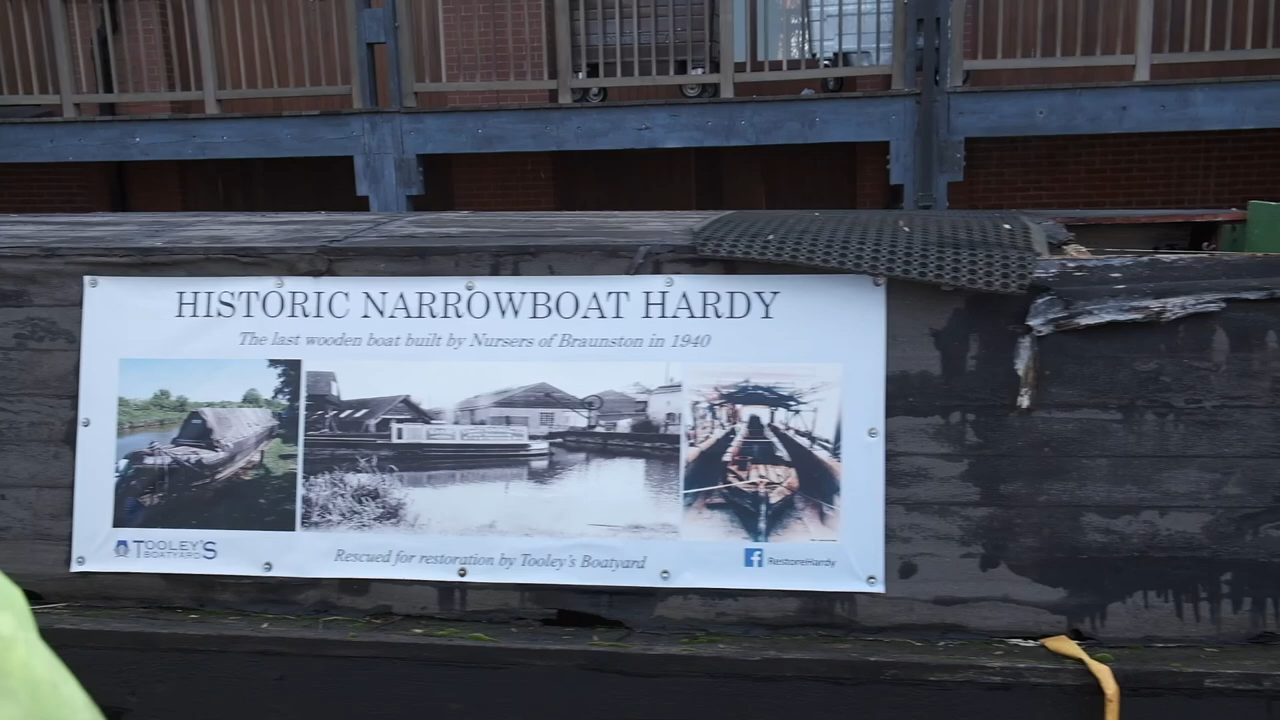 HISTORIC NARROWBOAT HARDY
The last wooden boat built by Nursers of Braunston in 1940
TOOLEY'S
BOATYARD
Rescued for restoration by Tooley's Boatyard
f RestoreHardy